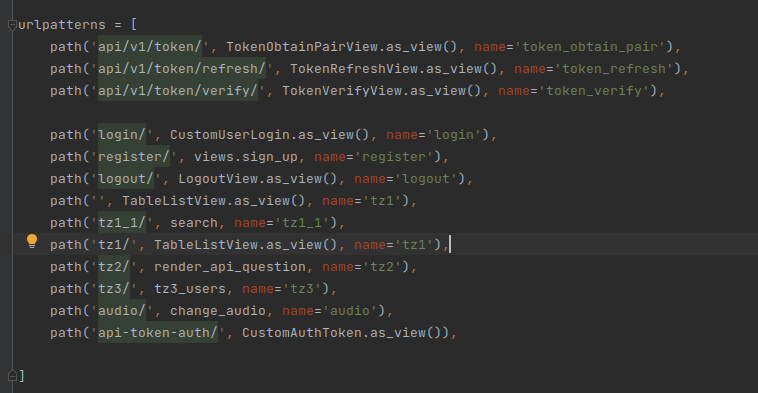 urlpatterns = [
path('api/v1/token/', TokenObtainPairView.as_view(), name='token_obtain_pair'),
path('api/v1/token/refresh/', TokenRefreshView.as_view(), name='token_refresh'),
path('api/v1/token/verify/', TokenVerifyView.as_view(), name='token_verify'),
path('login/', CustomUserLogin.as_view(), name='login'),
path('register/', views.sign_up, name='register'),
path('logout/', LogoutView.as_view(), name='logout'),
path('', TableListView.as_view(), name='tz1'),
path('tz1_1/', search, name='tz1_1'),
path('tz1/', TableListView.as_view(), name='tz1'),
path('tz2/', render_api_question, name='tz2'),
path('tz3/', tz3_users, name='tz3'),
path('audio/', change_audio, name='audio'),
path('api-token-auth/', CustomAuthToken.as_view()),
]